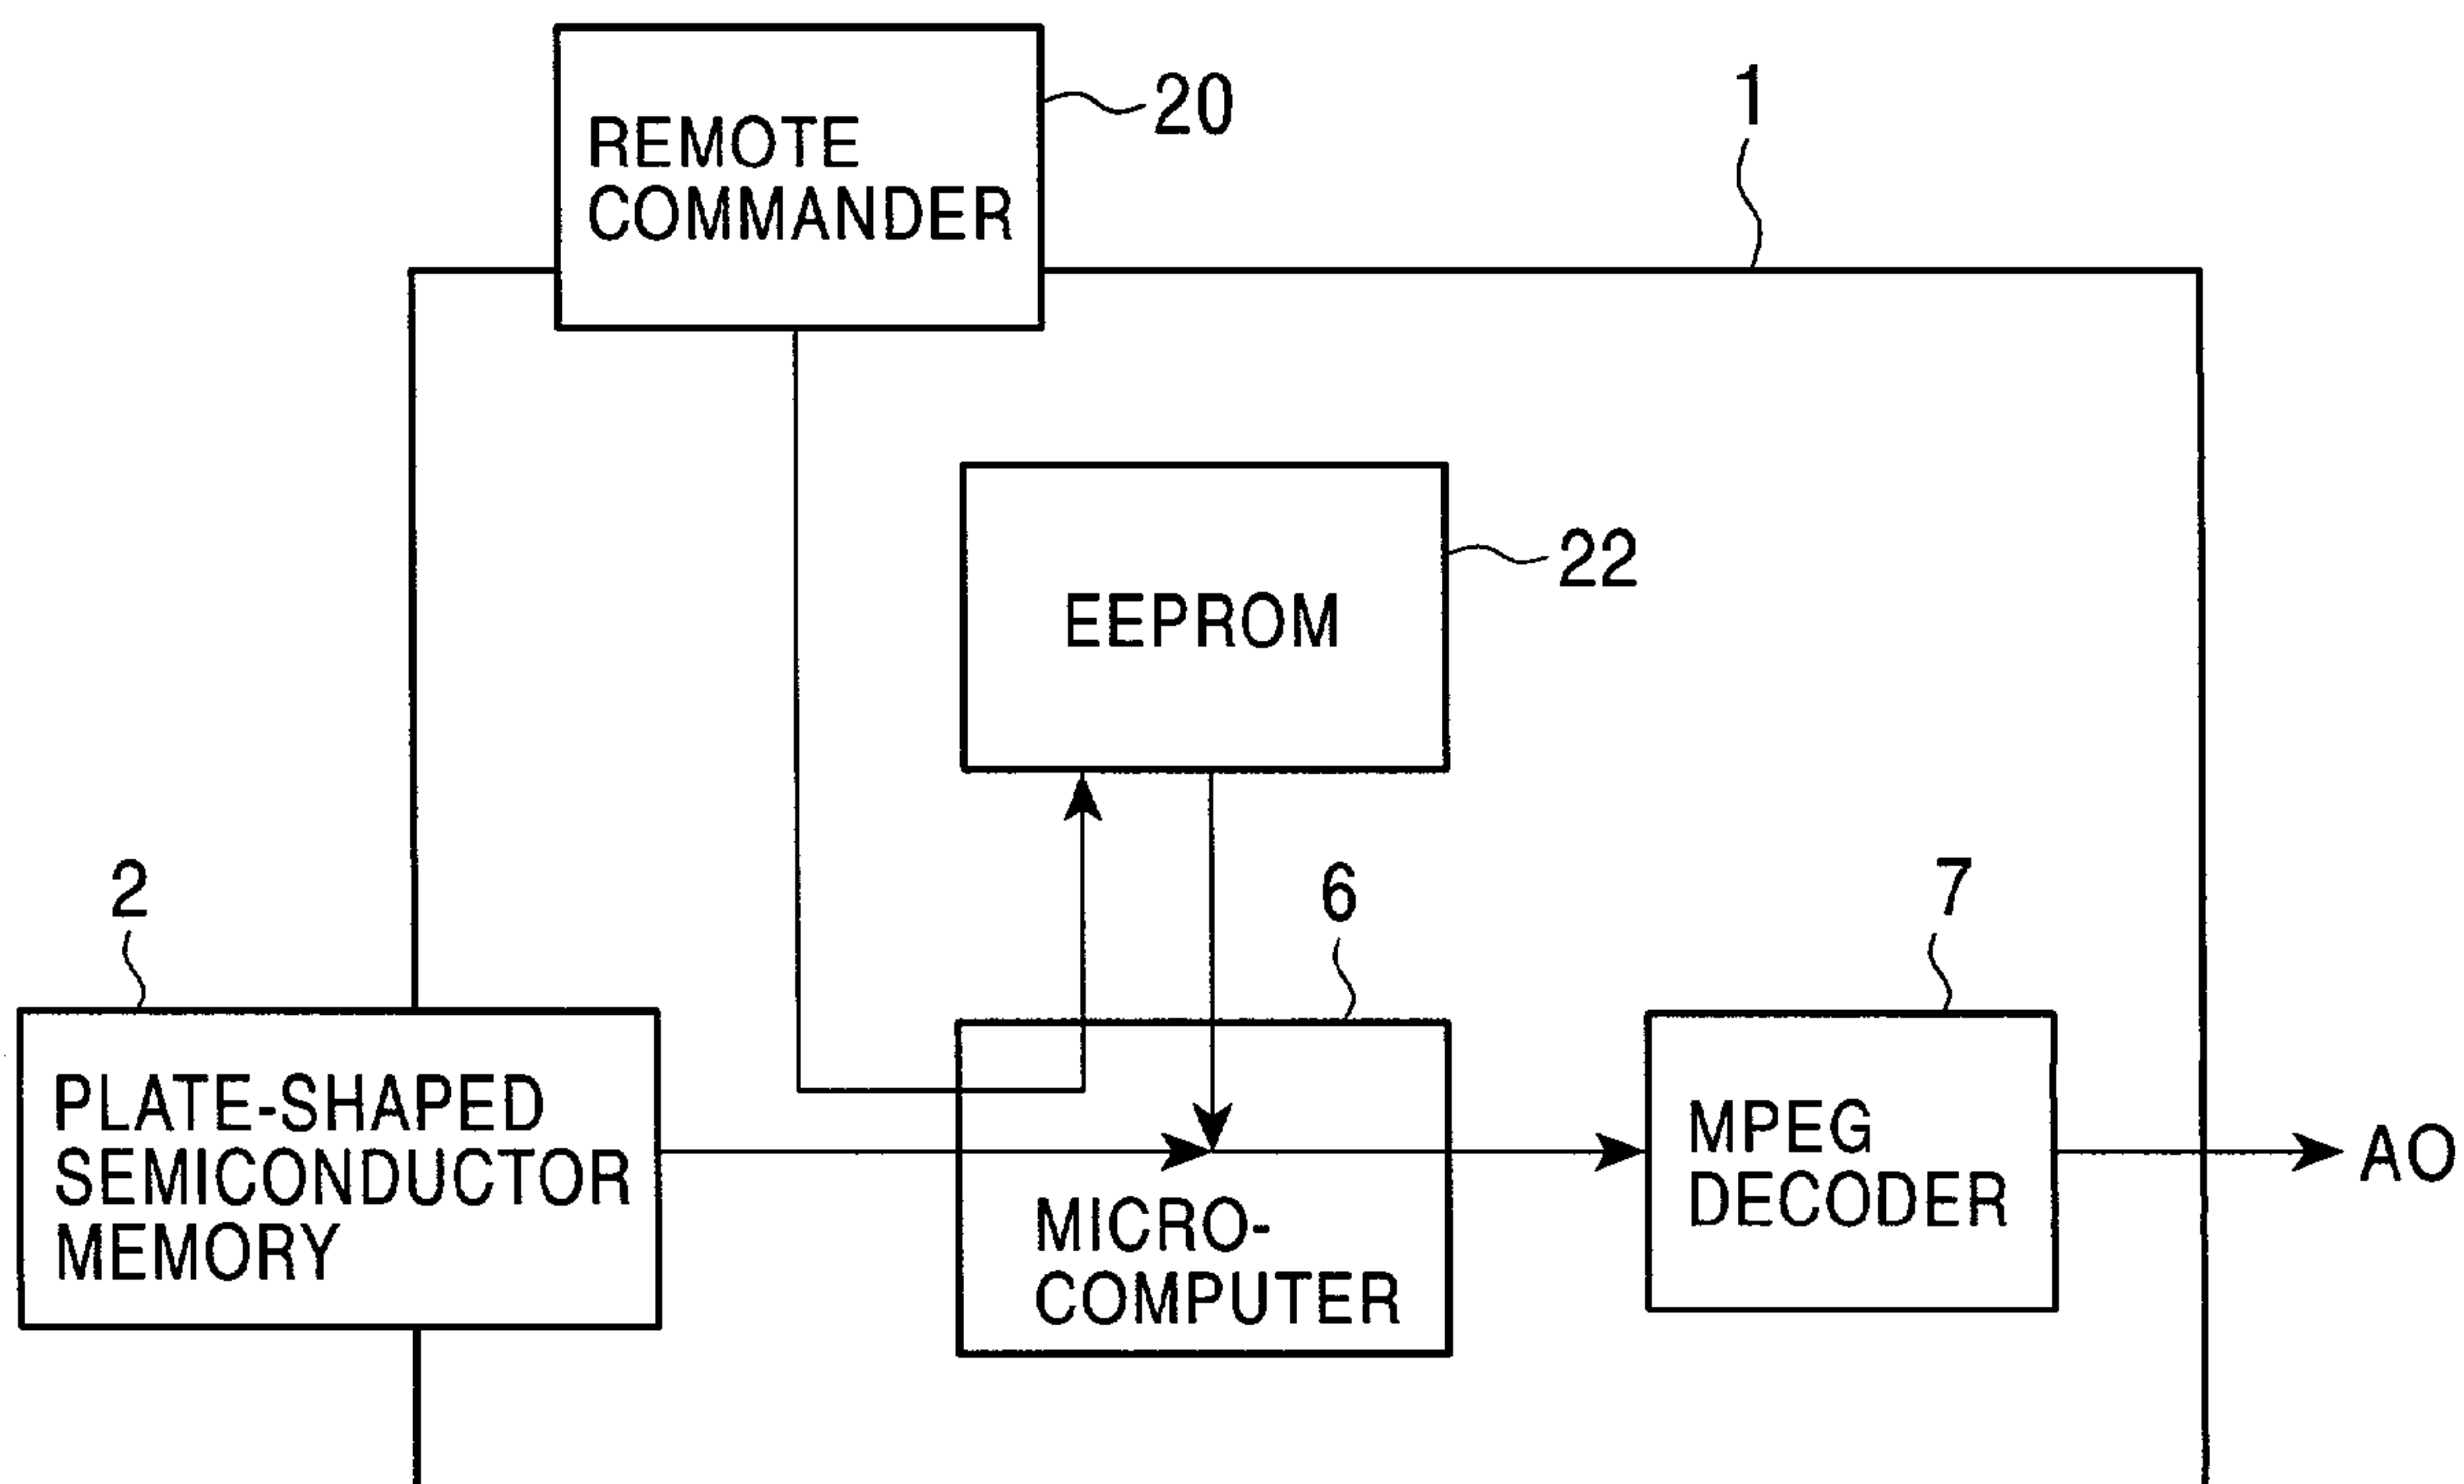 REMOTE
COMMANDER
20
1
EEPROM
22
2
6
7
PLATE-SHAPED
SEMICONDUCTOR
MEMORY
MICRO-
COMPUTER
MPEG
DECODER
AO